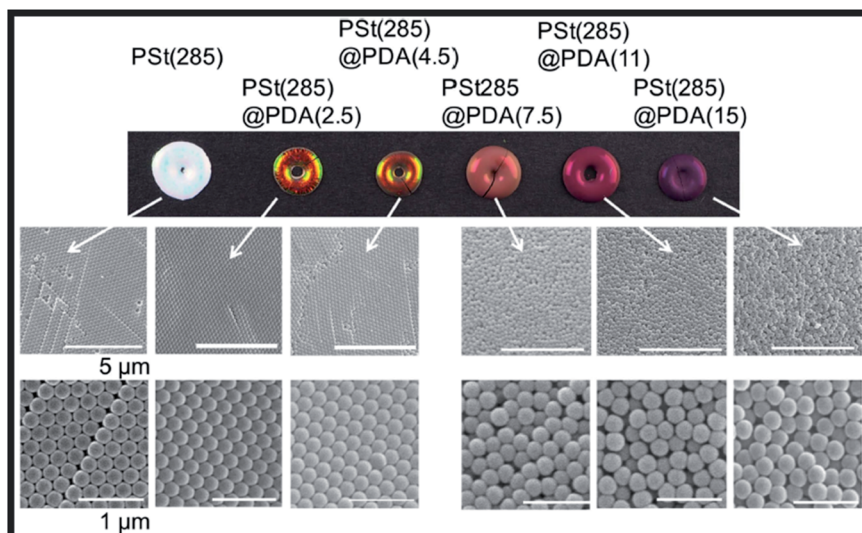 PSt(285)
PSt(285)
@PDA(2.5)
PSt(285)
@PDA(4.5)
PSt285
@PDA(7.5)
PSt(285)
@PDA(11)
PSt(285)
@PDA(15)
5 µm
1 µm